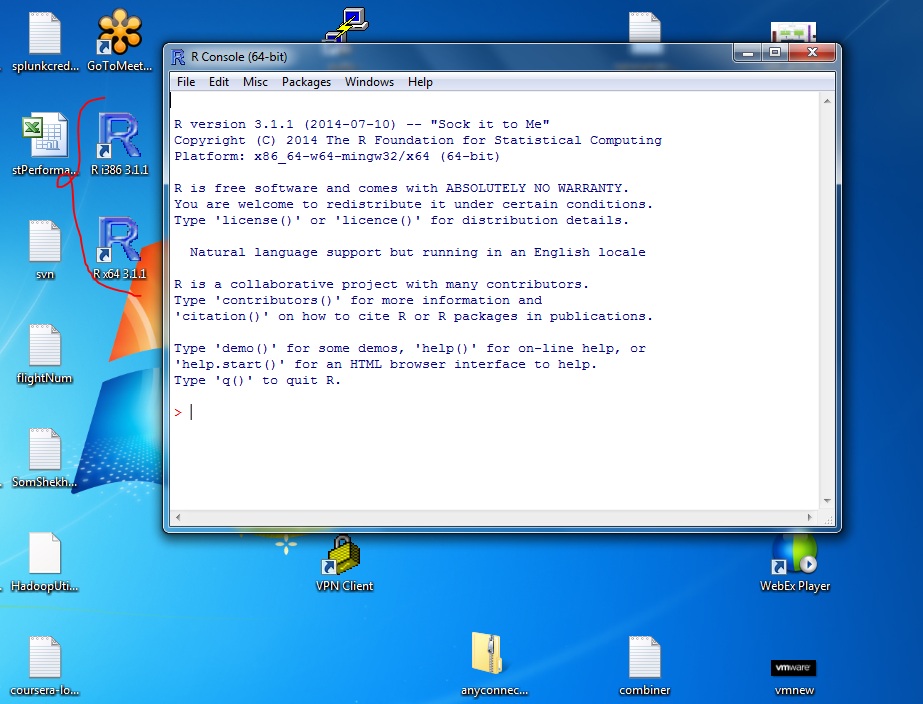 splunkcred...
GoToMeet...
R Console (64-bit)
File Edit Misc Packages Windows Help
R version 3.1.1 (2014-07-10) -- "Sock it to Me"
Copyright (C) 2014 The R Foundation for Statistical Computing
Platform: x86_64-w64-mingw32/x64 (64-bit)
R is free software and comes with ABSOLUTELY NO WARRANTY.
You are welcome to redistribute it under certain conditions.
Type 'license()' or 'licence()' for distribution details.
Natural language support but running in an English locale
R is a collaborative project with many contributors.
Type 'contributors()' for more information and
'citation()' on how to cite R or R packages in publications.
Type 'demo()' for some demos, 'help()' for on-line help, or
'help.start()' for an HTML browser interface to help.
Type 'q()' to quit R.
>
stPerforma...
R i386 3.1.1
svn
R x64 3.1.1
flightNum
SomShekh...
HadoopUti...
VPN Client
WebEx Player
coursera-lo...
anyconnec...
combiner
vmware
vmnew